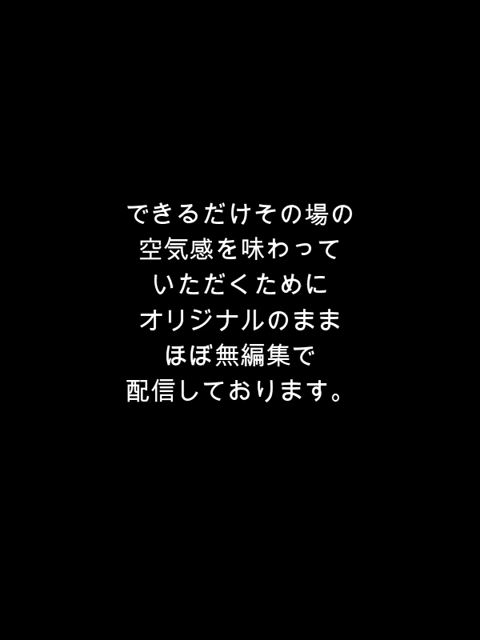 できるだけその場の
空気感を味わって
いただくために
オリジナルのまま
ほぼ無編集で
配信しております。